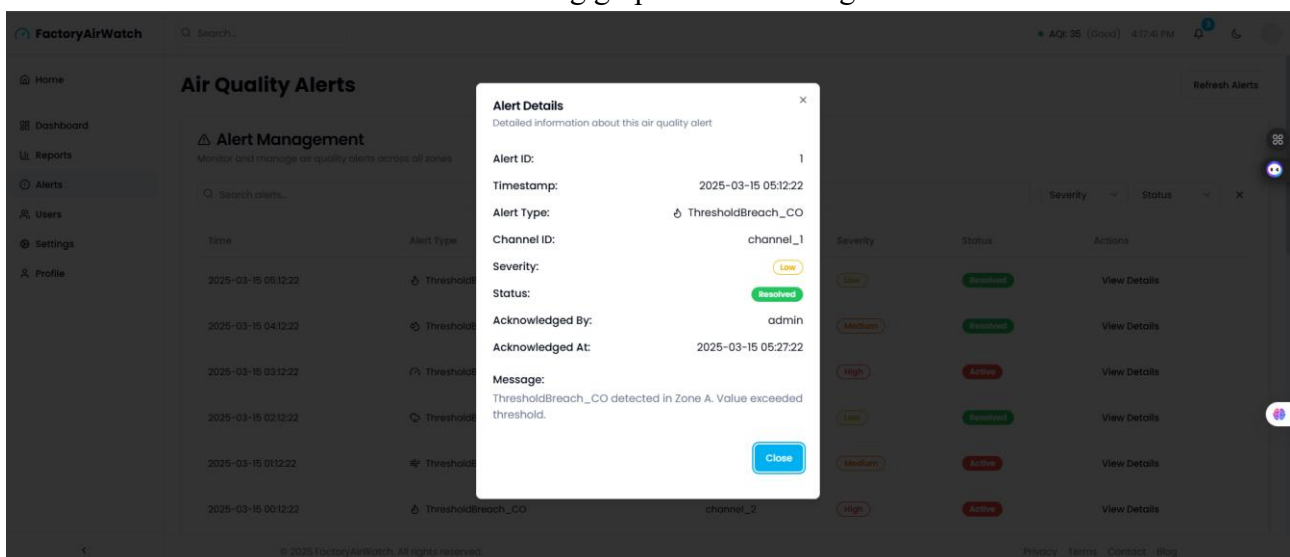 FactoryAirWatch
Search...
AQI: 35 (Good) 4:17:41 PM 3
Home
Dashboard
Reports
Alerts
Users
Settings
Profile
Air Quality Alerts
Refresh Alerts
Alert Management
Monitor and manage air quality alerts across all zones
Search alerts...
Severity Status
Time Alert Type Severity Status Actions
2025-03-15 05:12:22 Low Resolved View Details
2025-03-15 04:12:22 Medium Resolved View Details
2025-03-15 03:12:22 High Active View Details
2025-03-15 02:12:22 Low Resolved View Details
2025-03-15 01:12:22 Medium Active View Details
2025-03-15 00:12:22 ThresholdBreach_CO channel_2 High Active View Details
Alert Details
Detailed information about this air quality alert
Alert ID: 1
Timestamp: 2025-03-15 05:12:22
Alert Type: ThresholdBreach_CO
Channel ID: channel_1
Severity: Low
Status: Resolved
Acknowledged By: admin
Acknowledged At: 2025-03-15 05:27:22
Message:
ThresholdBreach_CO detected in Zone A. Value exceeded
threshold.
Close
© 2025 FactoryAirWatch. All rights reserved.
Privacy Terms Contact Blog